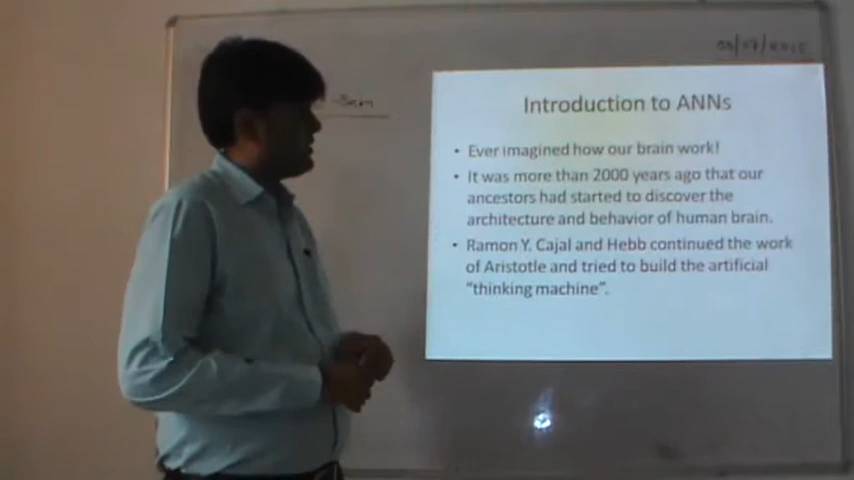 Introduction to ANNs
• Ever imagined how our brain work!
• It was more than 2000 years ago that our
ancestors had started to discover the
architecture and behavior of human brain.
• Ramon Y. Cajal and Hebb continued the work
of Aristotle and tried to build the artificial
"thinking machine".